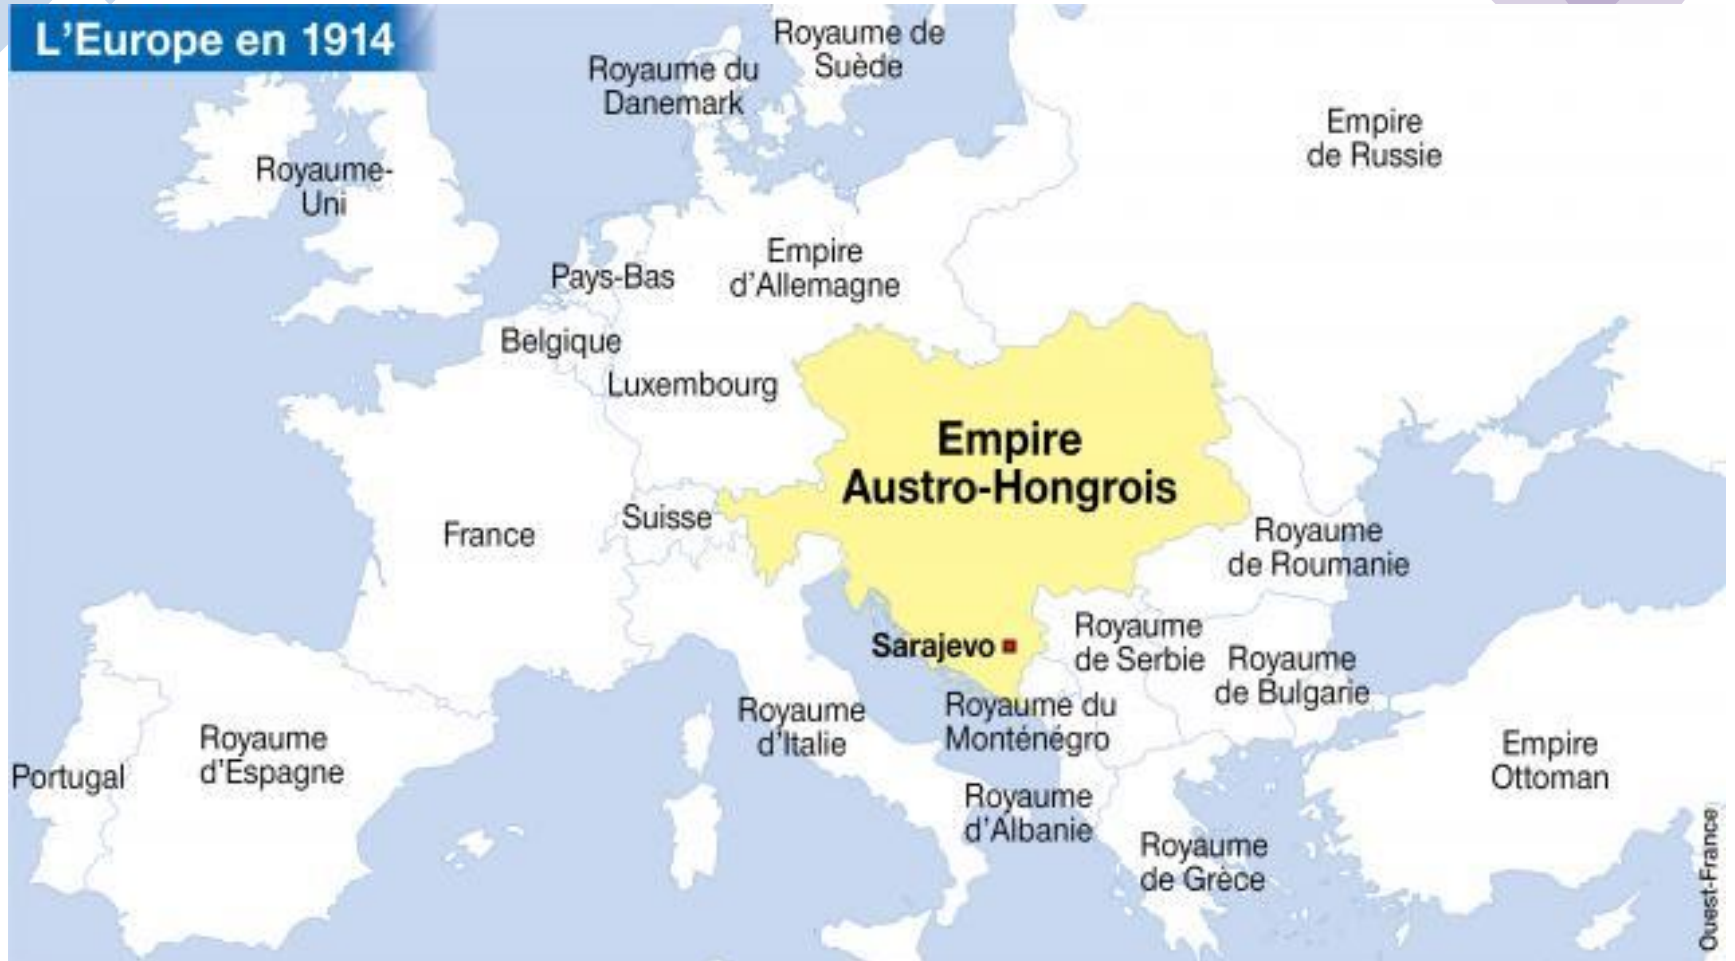 L'Europe en 1914
Royaume de
Suède
Royaume du
Danemark
Empire
de Russie
Royaume-
Uni
Empire
d'Allemagne
Pays-Bas
Belgique
Luxembourg
Empire
Austro-Hongrois
France
Suisse
Royaume
de Roumanie
Sarajevo
Royaume
de Serbie
Royaume
de Bulgarie
Royaume du
Monténégro
Royaume
d'Italie
Royaume
d'Espagne
Portugal
Empire
Ottoman
Royaume
d'Albanie
Royaume
de Grèce
Ouest-France